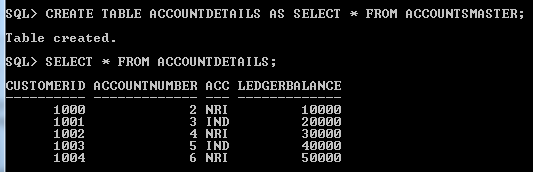 SQL> CREATE TABLE ACCOUNTDETAILS AS SELECT * FROM ACCOUNTSMASTER;
Table created.
SQL> SELECT * FROM ACCOUNTDETAILS;
CUSTOMERID ACCOUNTNUMBER ACC LEDGERBALANCE
---------- ------------- --- -------------
1000 2 NRI 10000
1001 3 IND 20000
1002 4 NRI 30000
1003 5 IND 40000
1004 6 NRI 50000